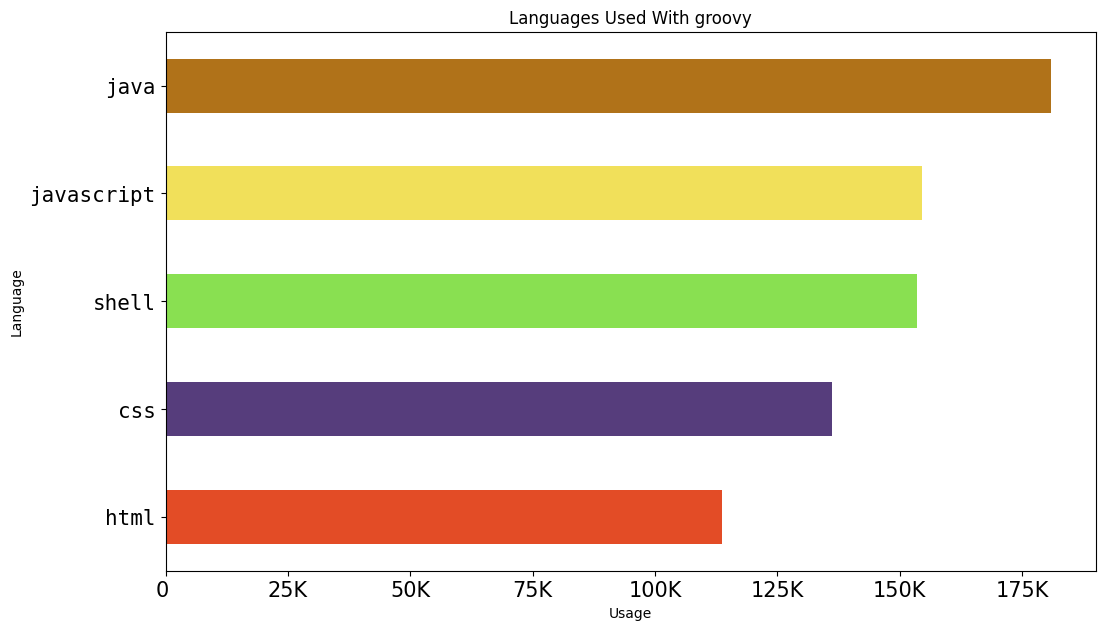 Languages Used With groovy
java
javascript
shell
css
html
Language
0 25K 50K 75K 100K 125K 150K 175K
Usage